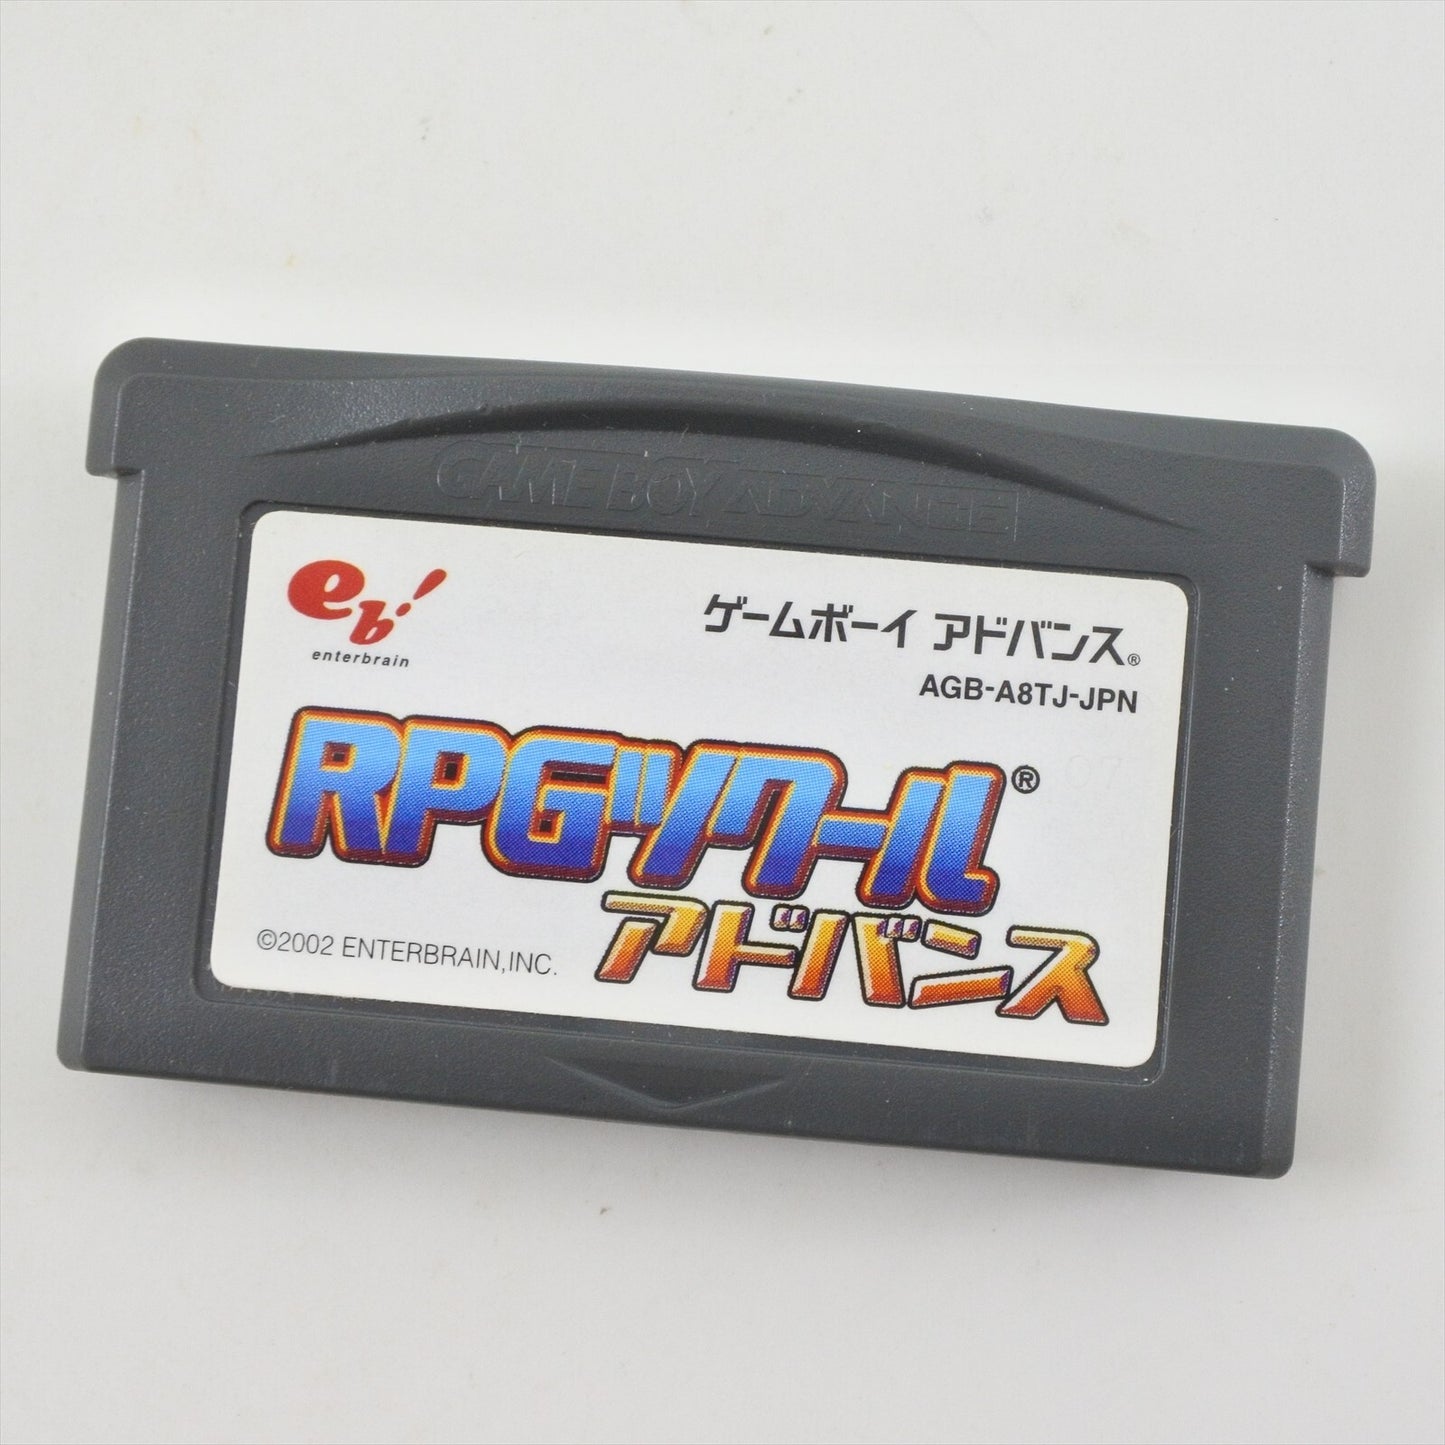 GAME BOY ADVANCE
eb!
enterbrain
ゲームボーイ アドバンス®
AGB-A8TJ-JPN
07
RPGツクール®
アドバンス
©2002 ENTERBRAIN,INC.